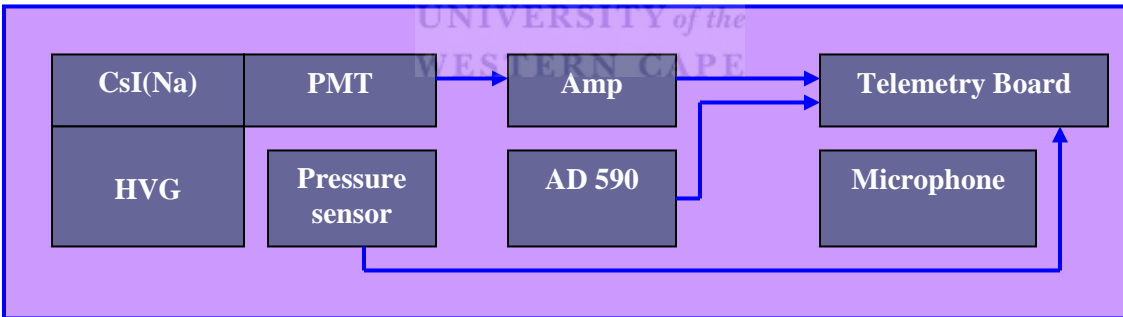 UNIVERSITY of the
WESTERN CAPE
CsI(Na)
PMT
Amp
Telemetry Board
HVG
Pressure
sensor
AD 590
Microphone